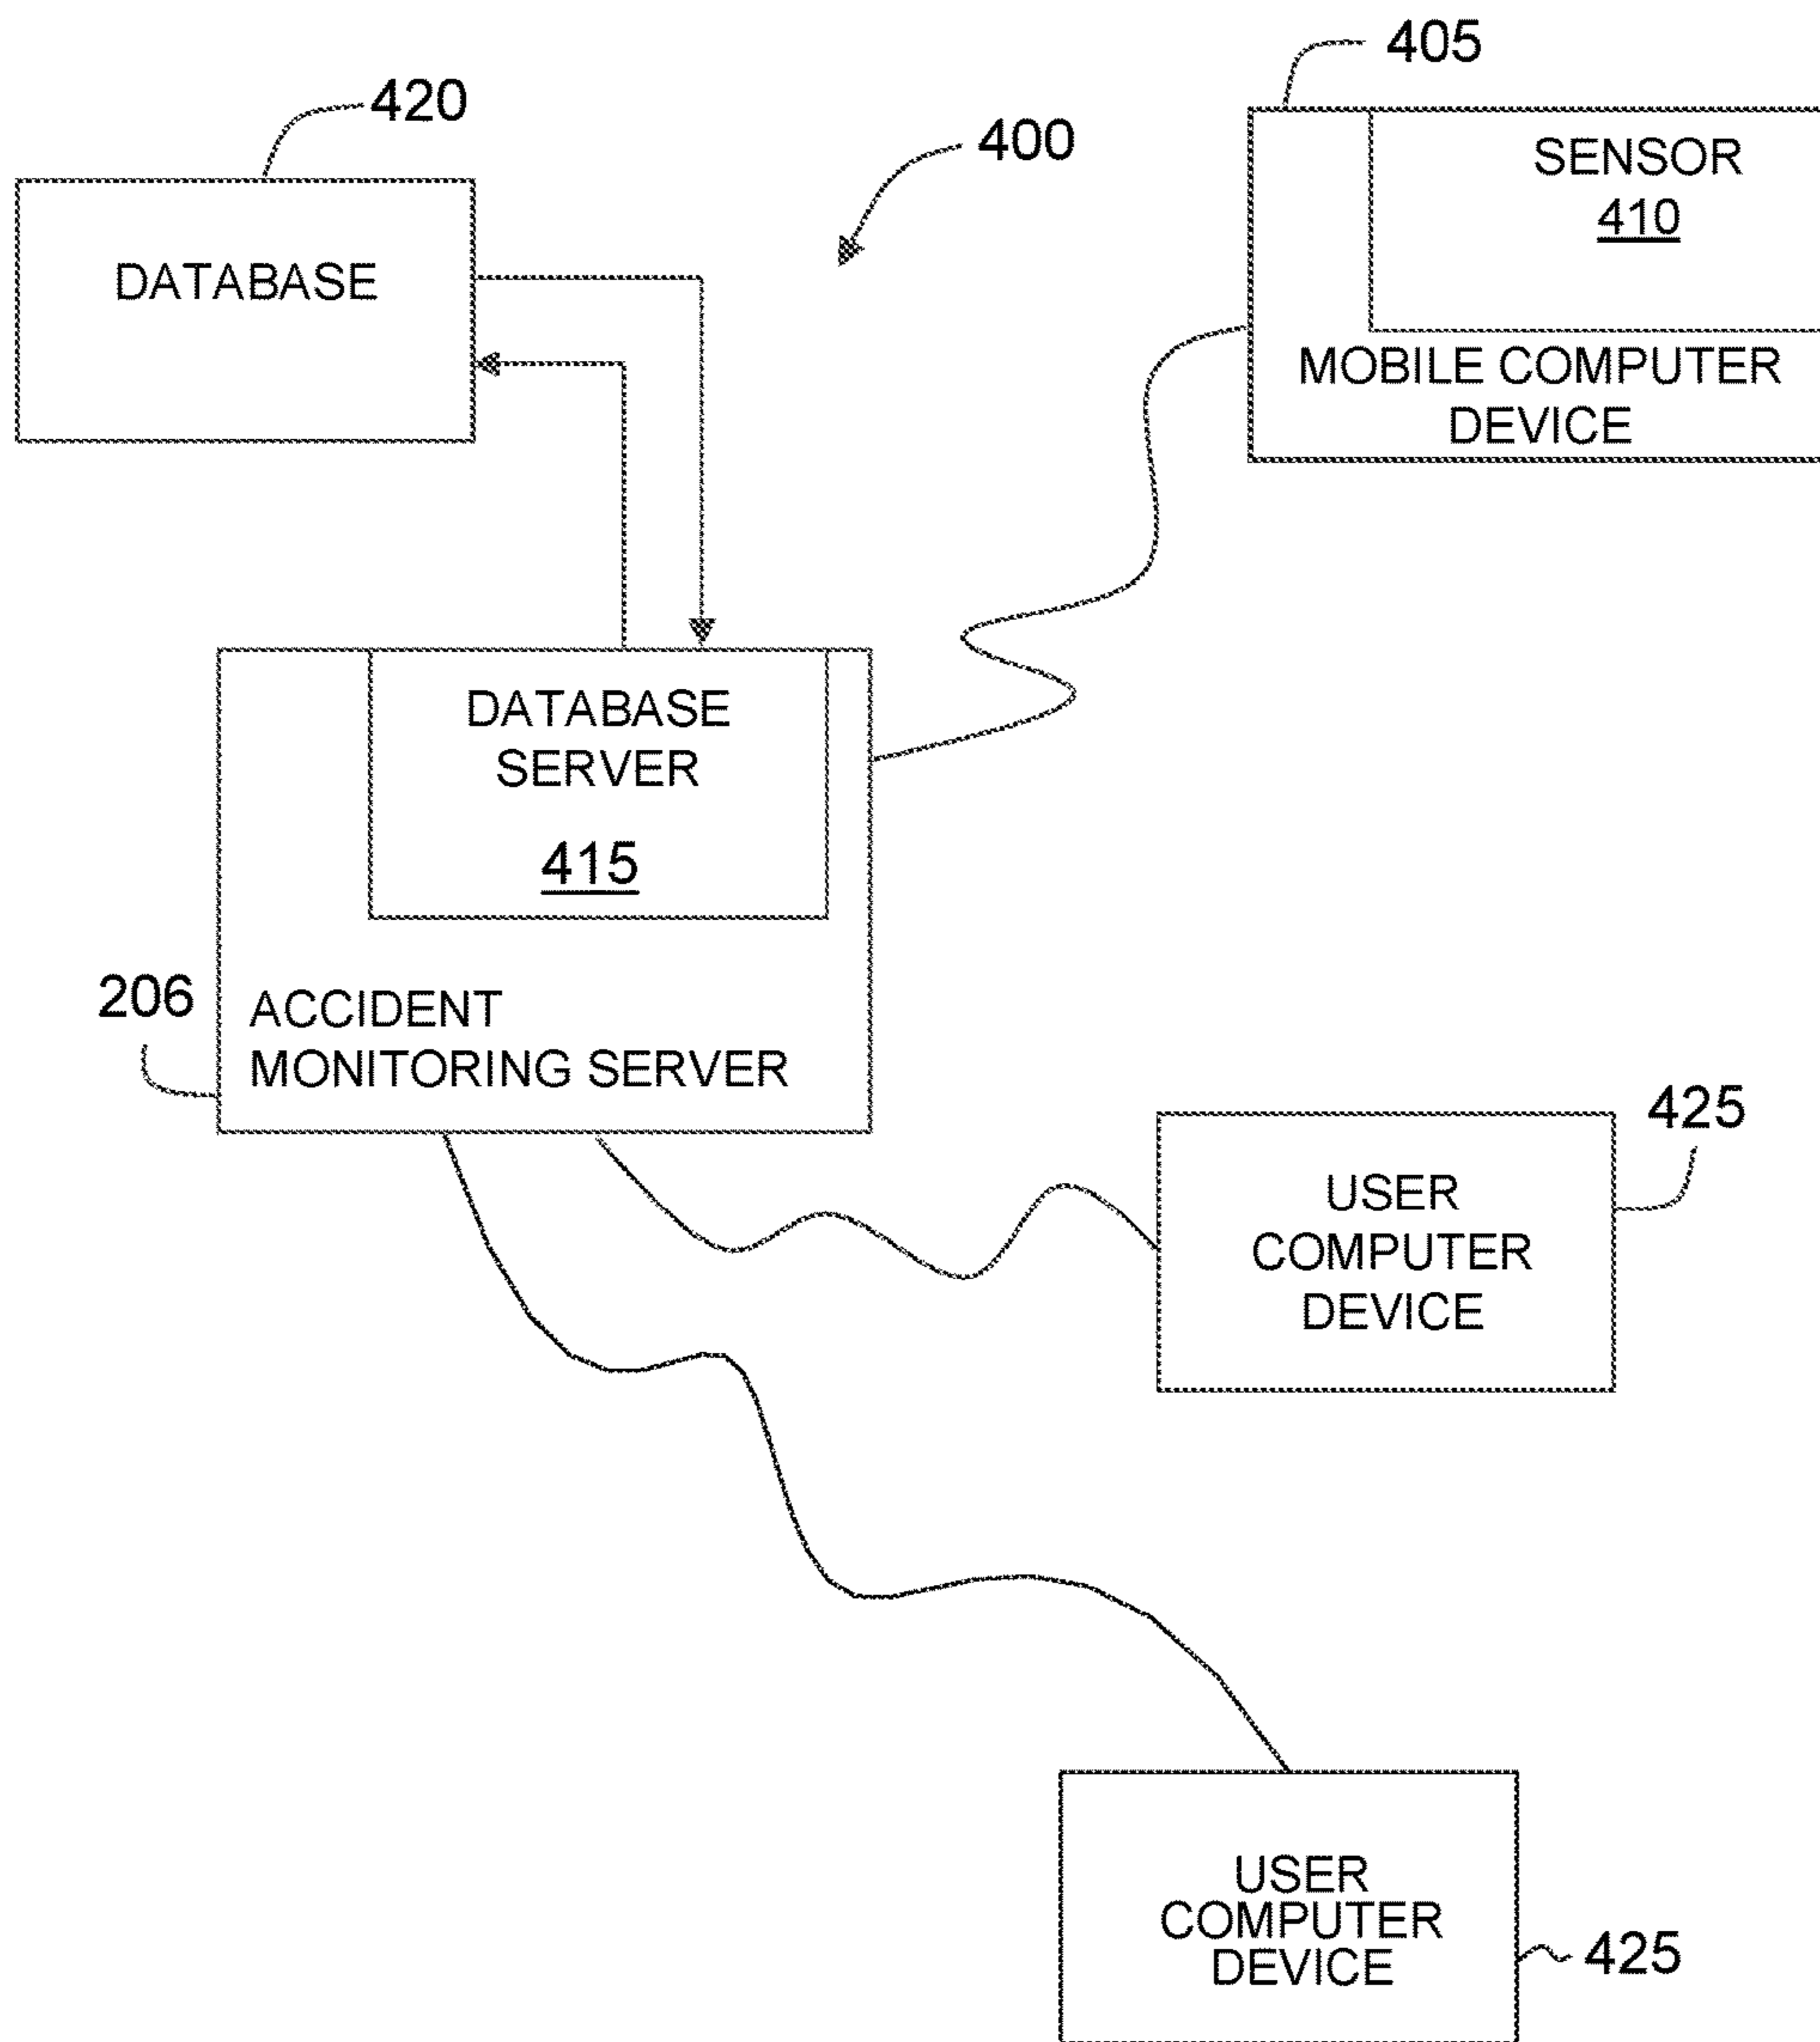 405
420
400
SENSOR
410
DATABASE
MOBILE COMPUTER
DEVICE
DATABASE
SERVER
415
206
ACCIDENT
MONITORING SERVER
425
USER
COMPUTER
DEVICE
USER
COMPUTER
DEVICE
425